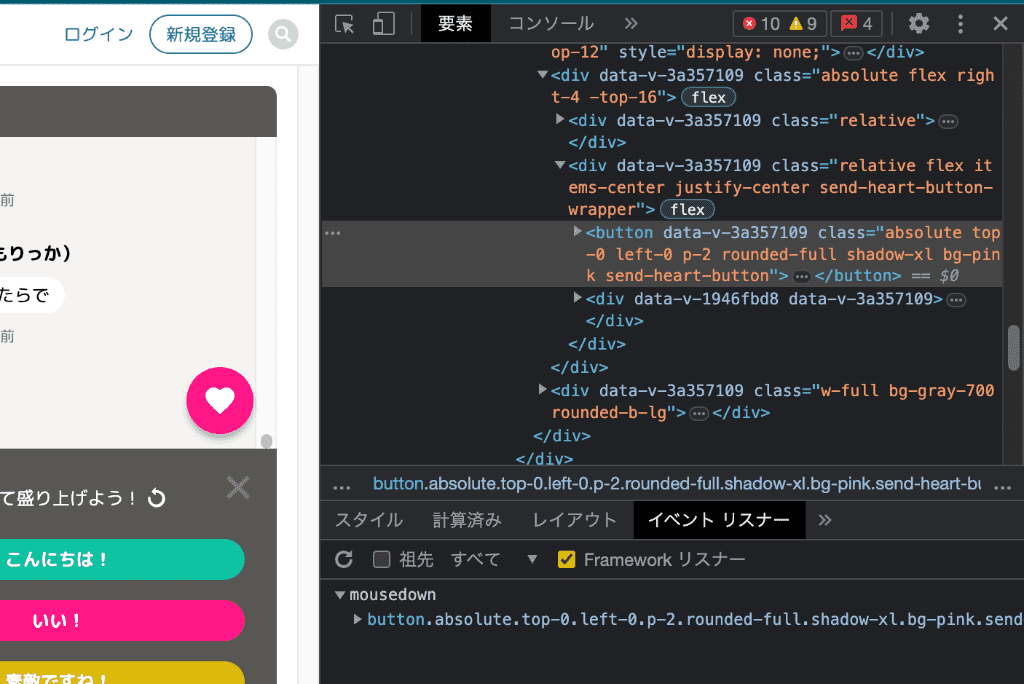 ログイン 新規登録
前
もりっか）
たらで
前
て盛り上げよう！
こんにちは！
いい！
素敵ですね！
要素 コンソール » 10 9 4
op-12" style="display: none;"> … </div>
▼<div data-v-3a357109 class="absolute flex righ
t-4 -top-16"> flex
▶<div data-v-3a357109 class="relative"> …
</div>
▼<div data-v-3a357109 class="relative flex it
ems-center justify-center send-heart-button-
wrapper"> flex
… ▶<button data-v-3a357109 class="absolute top
-0 left-0 p-2 rounded-full shadow-xl bg-pin
k send-heart-button"> … </button> == $0
▶<div data-v-1946fbd8 data-v-3a357109> …
</div>
</div>
</div>
▶<div data-v-3a357109 class="w-full bg-gray-700
rounded-b-lg"> … </div>
</div>
</div>
… button.absolute.top-0.left-0.p-2.rounded-full.shadow-xl.bg-pink.send-heart-bu …
スタイル 計算済み レイアウト イベント リスナー »
祖先 すべて ▼ Framework リスナー
▼mousedown
▶button.absolute.top-0.left-0.p-2.rounded-full.shadow-xl.bg-pink.send